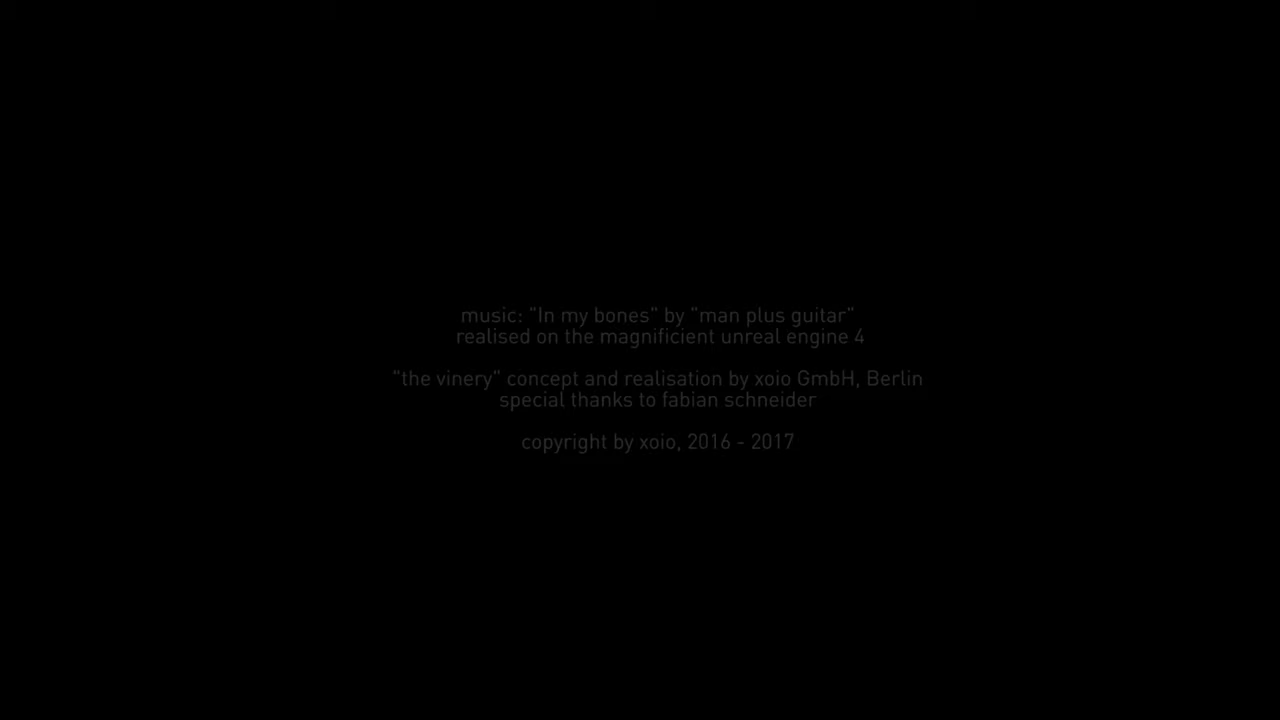 music: "In my bones" by "man plus guitar"
realised on the magnificient unreal engine 4
"the vinery" concept and realisation by xoio GmbH, Berlin
special thanks to fabian schneider
copyright by xoio, 2016 - 2017